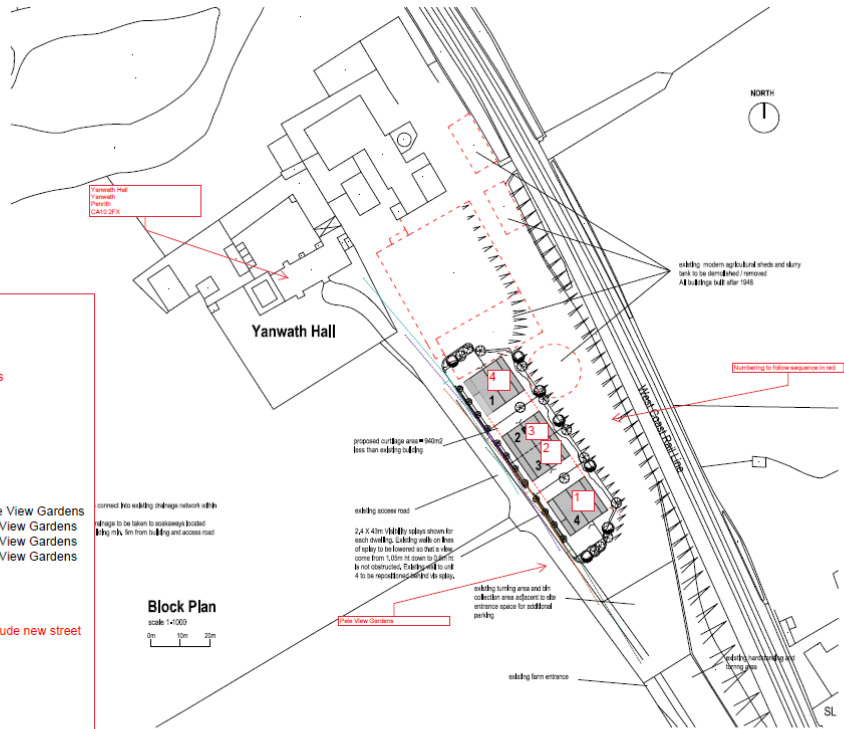 NORTH
Yanwath Hall
Yanwath
Penrith
CA10 2FX
existing modern agricultural sheds and slurry
tank to be demolished / removed
All buildings built after 1948
Yanwath Hall
s
Numbering to follow sequence in red
West Coast Rail Line
4
1
3
2
2
3
1
4
proposed curtilage area = 940m2
less than existing building
e View Gardens
View Gardens
View Gardens
View Gardens
connect into existing drainage network within
drainage to be taken to soakaways located
min, 5m from building and access road
existing access road
2,4 X 43m Visibility splays shown for
each dwelling. Existing walls on lines
of splay to be lowered so that a view
come from 1.05m ht down to 0.6m ht
is not obstructed. Existing wall to unit
4 to be repositioned behind vis splay.
existing turning area and bin
collection area adjacent to site
entrance space for additional
parking
Block Plan
scale 1-1000
0m 10m 20m
Pele View Gardens
ude new street
existing hardstanding and
turning area
existing farm entrance
SL